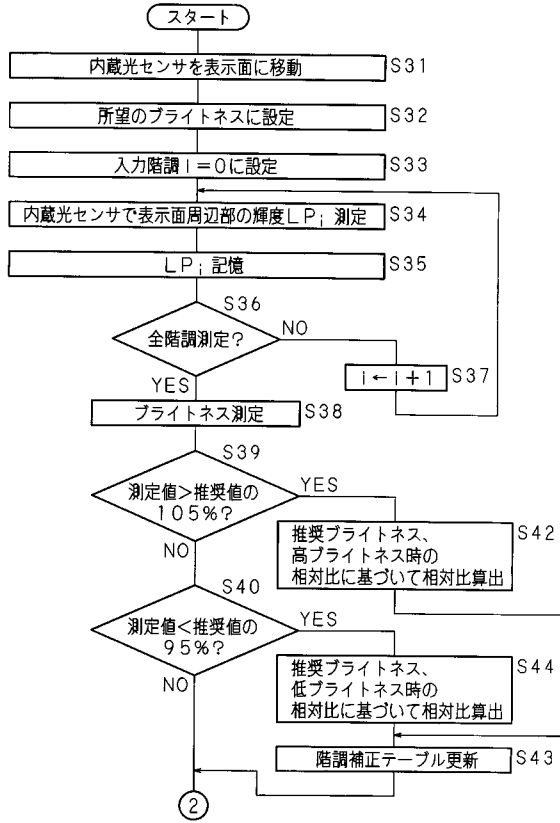 スタート
内蔵光センサを表示面に移動 S31
所望のブライトネスに設定 S32
入力階調i=0に設定 S33
内蔵光センサで表示面周辺部の輝度LPi 測定 S34
LPi 記憶 S35
S36
全階調測定?
NO
YES
i←i+1 S37
ブライトネス測定 S38
S39
測定値>推奨値の
105%?
YES
NO
推奨ブライトネス、
高ブライトネス時の
相対比に基づいて相対比算出
S42
S40
測定値<推奨値の
95%?
YES
NO
推奨ブライトネス、
低ブライトネス時の
相対比に基づいて相対比算出
S44
階調補正テーブル更新 S43
2